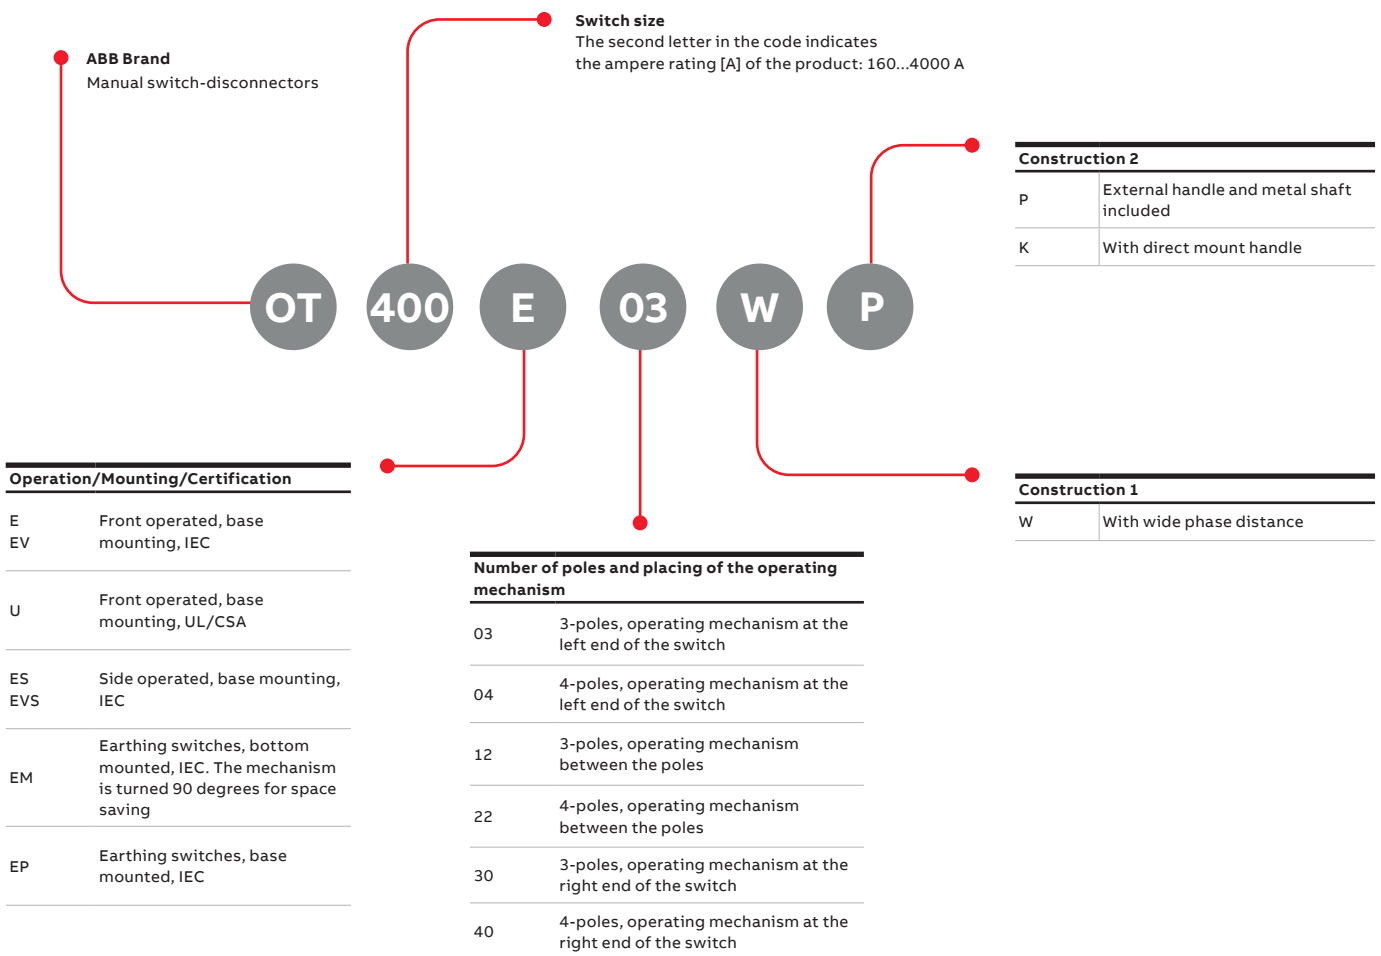 ABB Brand
Manual switch-disconnectors
Switch size
The second letter in the code indicates
the ampere rating [A] of the product: 160...4000 A
Construction 2
P External handle and metal shaft
included
K With direct mount handle
OT 400 E 03 W P
Operation/Mounting/Certification
E Front operated, base
EV mounting, IEC
U Front operated, base
mounting, UL/CSA
ES Side operated, base mounting,
EVS IEC
EM Earthing switches, bottom
mounted, IEC. The mechanism
is turned 90 degrees for space
saving
EP Earthing switches, base
mounted, IEC
Number of poles and placing of the operating
mechanism
03 3-poles, operating mechanism at the
left end of the switch
04 4-poles, operating mechanism at the
left end of the switch
12 3-poles, operating mechanism
between the poles
22 4-poles, operating mechanism
between the poles
30 3-poles, operating mechanism at the
right end of the switch
40 4-poles, operating mechanism at the
right end of the switch
Construction 1
W With wide phase distance